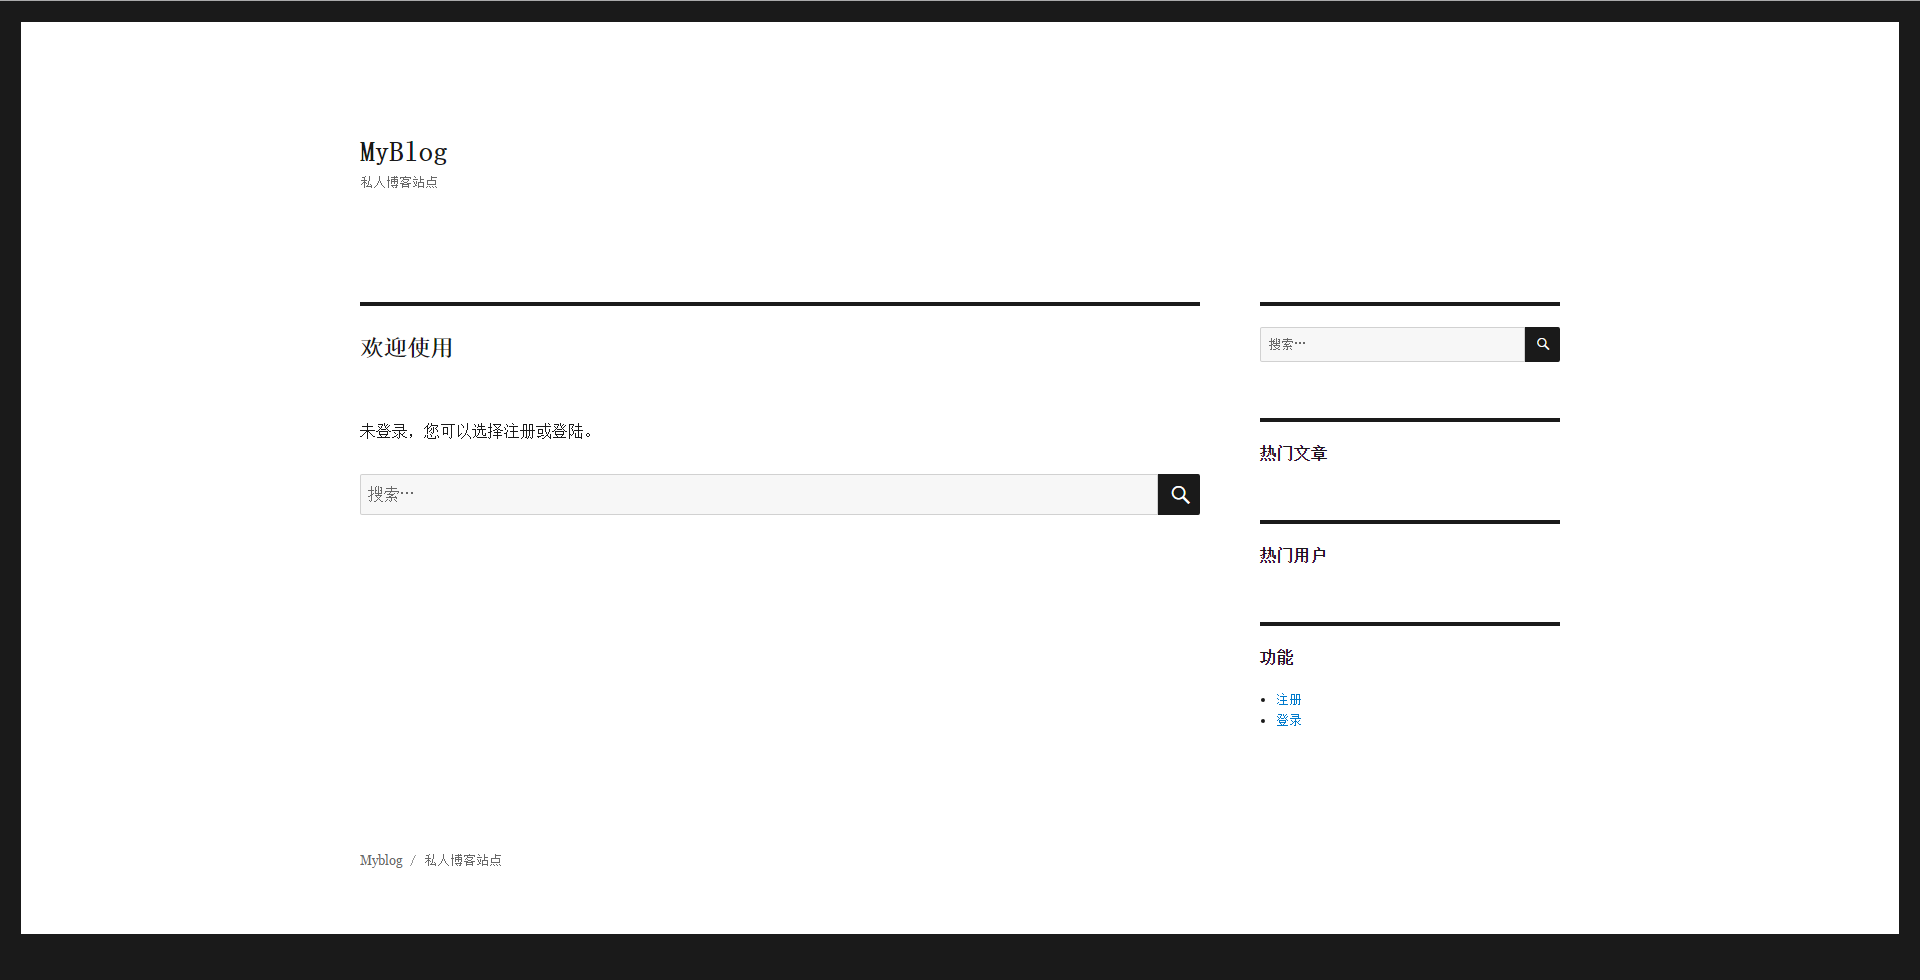 MyBlog
私人博客站点
欢迎使用
未登录，您可以选择注册或登陆。
搜索…
搜索…
热门文章
热门用户
功能
注册
登录
Myblog / 私人博客站点